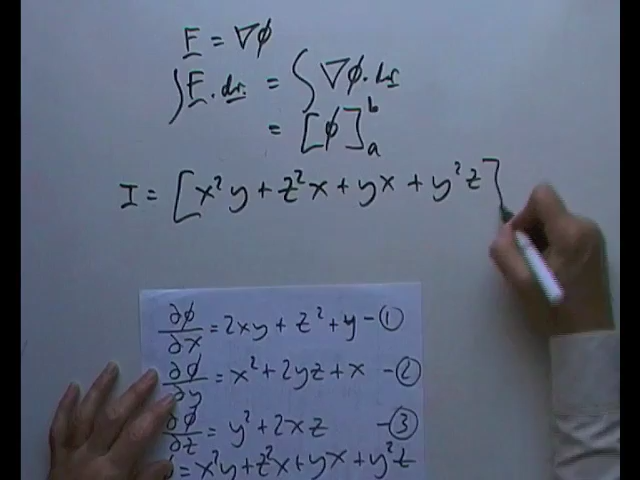 F = ∇ϕ
∫F . dr. = ∫∇ϕ. dr
= [ϕ]ᵇₐ
I = [x²y + z²x + yx + y²z]
∂ϕ/∂x = 2xy + z² + y - ①
∂ϕ/∂y = x² + 2yz + x - ②
∂ϕ/∂z = y² + 2xz - ③
= x²y + z²x + yx + y²z